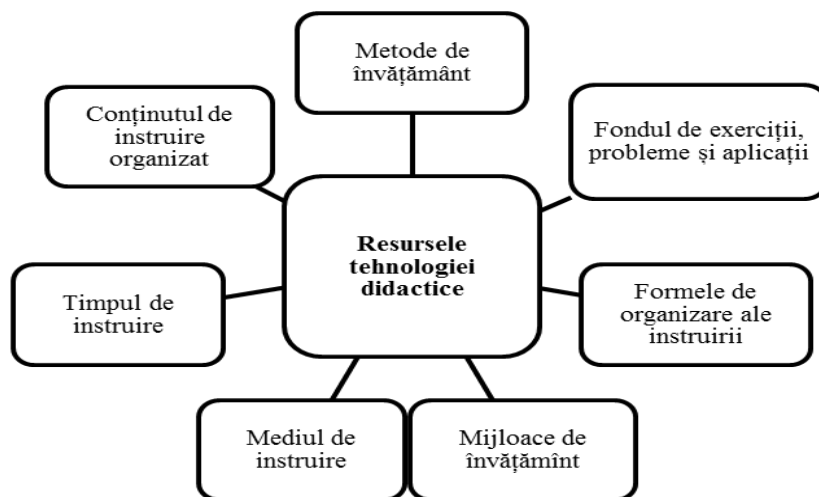 Metode de
învățământ
Conținutul de
instruire
organizat
Fondul de exerciții,
probleme și aplicații
Resursele
tehnologiei
didactice
Timpul de
instruire
Formele de
organizare ale
instruirii
Mediul de
instruire
Mijloace de
învățămînt